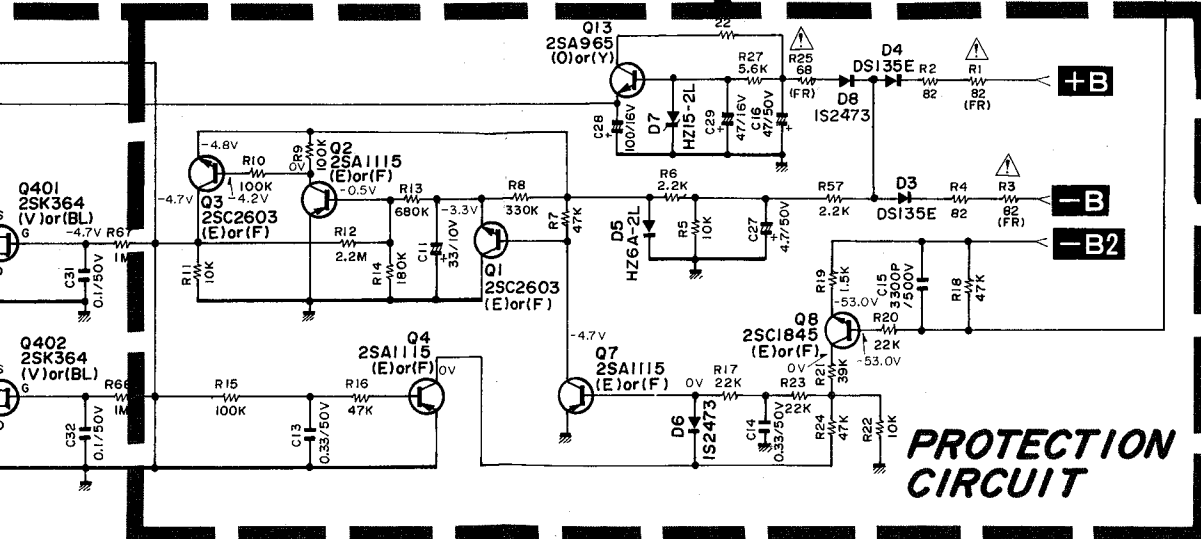 Q13
2SA965
(O)or(Y)
22
R27
5.6K
R25
68
(FR)
D4
DS135E
R2
82
R1
82
(FR)
+B
D8
1S2473
C28
100/16V
D7
HZ15-2L
C29
47/16V
C16
47/50V
-4.8V
R10
100K
-4.2V
0V
R9
100K
Q2
2SA1115
(E)or(F)
-0.5V
R13
680K
-3.3V
R8
330K
R7
47K
R6
2.2K
R57
2.2K
D3
DS135E
R4
82
R3
82
(FR)
-B
-B2
Q401
2SK364
(V)or(BL)
S
G
D
-4.7V
R67
1M
C31
0.1/50V
-4.7V
Q3
2SC2603
(E)or(F)
R11
10K
R12
2.2M
R14
180K
C11
33/10V
Q1
2SC2603
(E)or(F)
D5
HZ6A-2L
R5
10K
C27
4.7/50V
R19
1.5K
C15
3300P
/500V
R18
47K
-53.0V
Q8
2SC1845
(E)or(F)
R20
22K
-53.0V
0V
R21
39K
Q402
2SK364
(V)or(BL)
S
G
D
R66
1M
C32
0.1/50V
R15
100K
C13
0.33/50V
R16
47K
Q4
2SA1115
(E)or(F)
0V
-4.7V
Q7
2SA1115
(E)or(F)
0V
R17
22K
D6
1S2473
C14
0.33/50V
R23
22K
R24
47K
R22
10K
PROTECTION
CIRCUIT